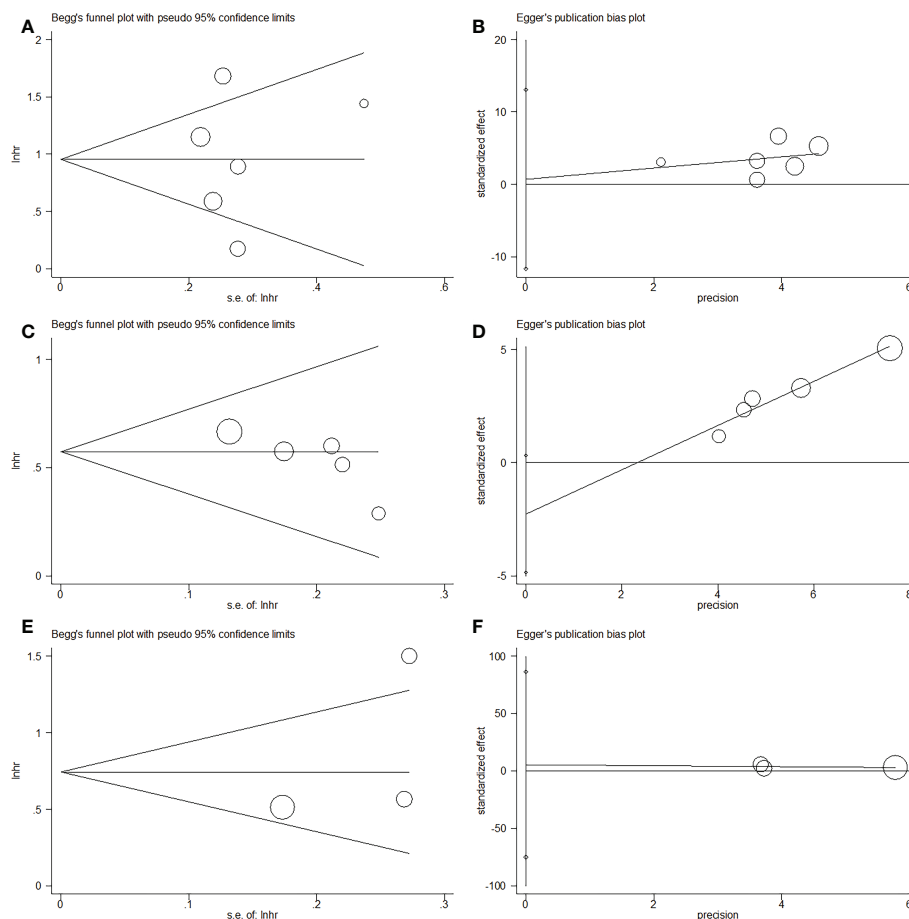 A
Begg's funnel plot with pseudo 95% confidence limits
2
1.5
1
.5
0
lnhr
0
.2
.4
.6
s.e. of: lnhr
B
Egger's publication bias plot
20
10
0
-10
standardized effect
0
2
4
6
precision
C
Begg's funnel plot with pseudo 95% confidence limits
1
.5
0
lnhr
0
.1
.2
.3
s.e. of: lnhr
D
Egger's publication bias plot
5
0
-5
standardized effect
0
2
4
6
8
precision
E
Begg's funnel plot with pseudo 95% confidence limits
1.5
1
.5
0
lnhr
0
.1
.2
.3
s.e. of: lnhr
F
Egger's publication bias plot
100
50
0
-50
-100
standardized effect
0
2
4
6
precision